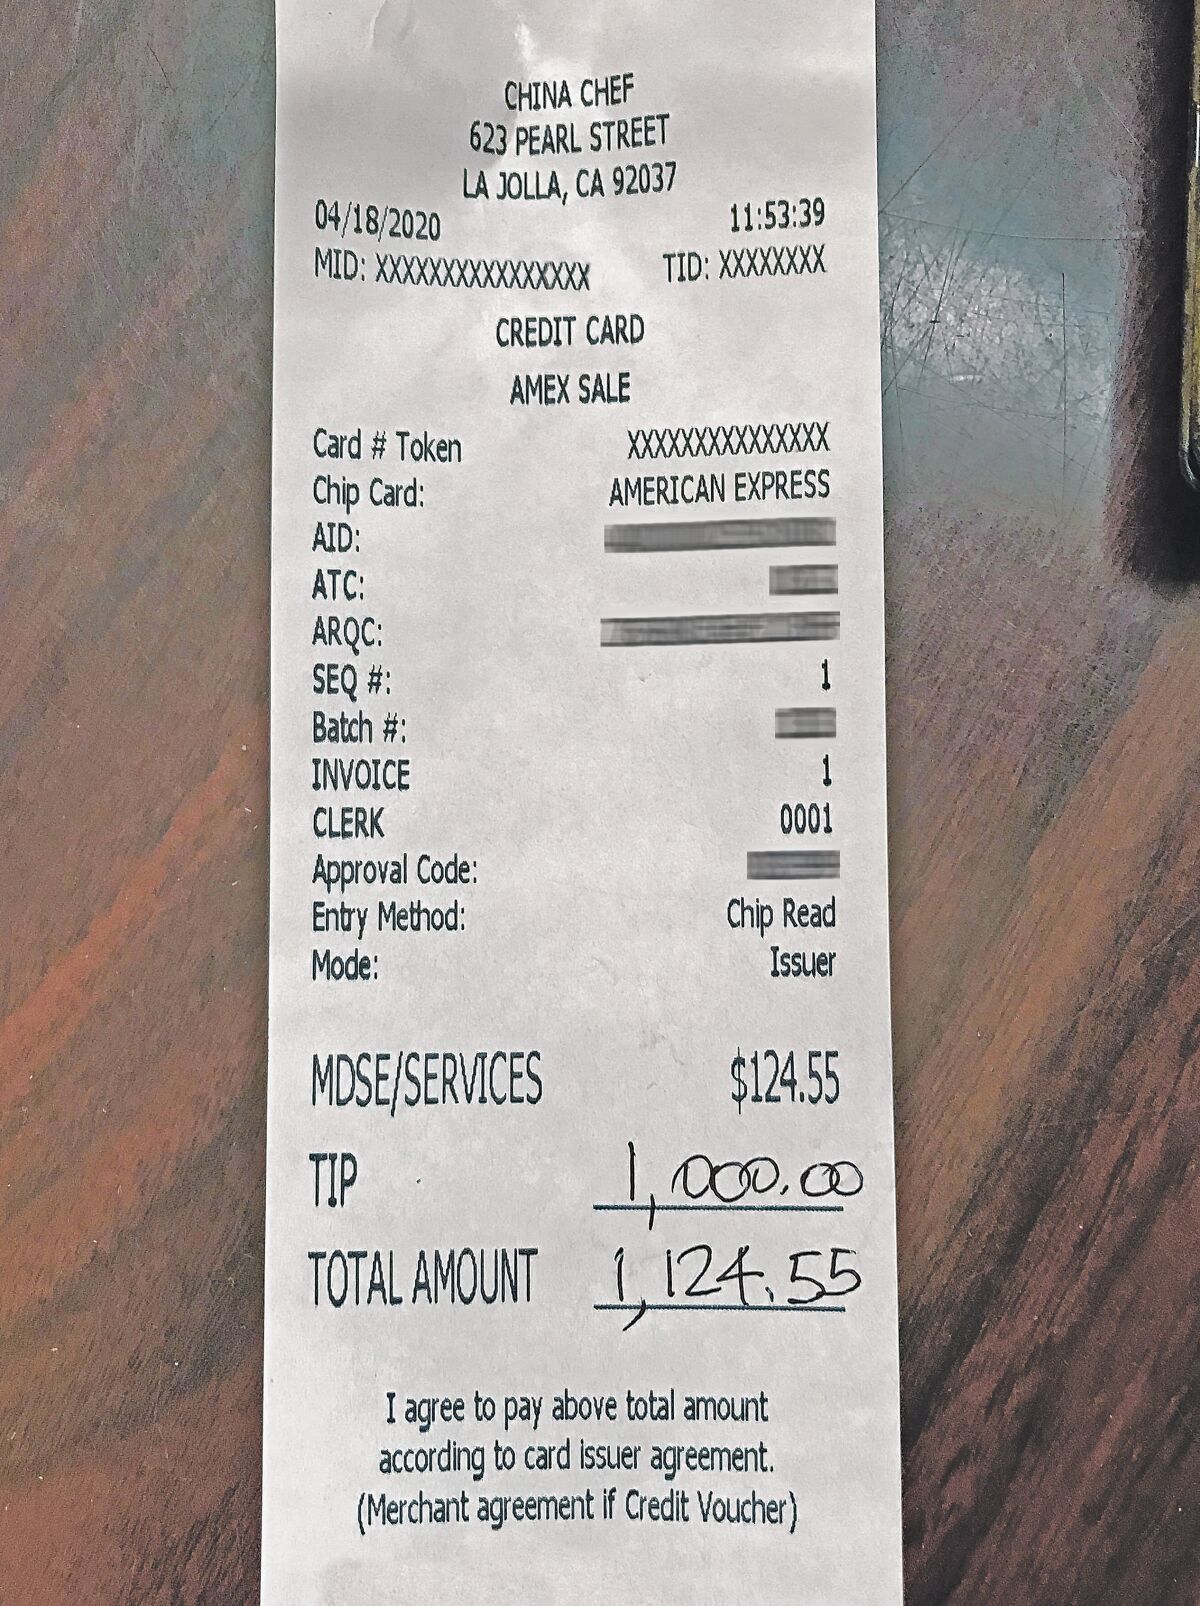 CHINA CHEF
623 PEARL STREET
LA JOLLA, CA 92037
04/18/2020 11:53:39
MID: XXXXXXXXXXXXXXXX TID: XXXXXXXX
CREDIT CARD
AMEX SALE
Card # Token XXXXXXXXXXXXXXX
Chip Card: AMERICAN EXPRESS
AID:
ATC:
ARQC:
SEQ #: 1
Batch #:
INVOICE 1
CLERK 0001
Approval Code:
Entry Method: Chip Read
Mode: Issuer
MDSE/SERVICES $124.55
TIP 1,000.00
TOTAL AMOUNT 1,124.55
I agree to pay above total amount
according to card issuer agreement.
(Merchant agreement if Credit Voucher)